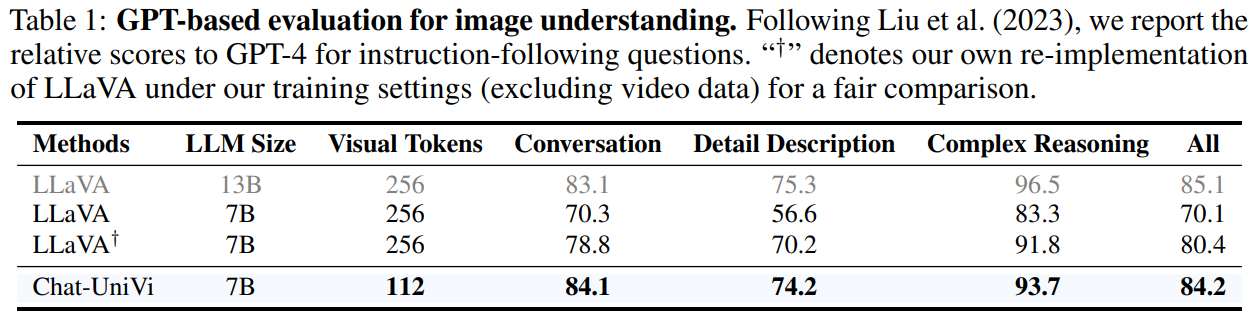 Table 1: GPT-based evaluation for image understanding. Following Liu et al. (2023), we report the
relative scores to GPT-4 for instruction-following questions. “†” denotes our own re-implementation
of LLaVA under our training settings (excluding video data) for a fair comparison.
Methods LLM Size Visual Tokens Conversation Detail Description Complex Reasoning All
LLaVA 13B 256 83.1 75.3 96.5 85.1
LLaVA 7B 256 70.3 56.6 83.3 70.1
LLaVA† 7B 256 78.8 70.2 91.8 80.4
Chat-UniVi 7B 112 84.1 74.2 93.7 84.2